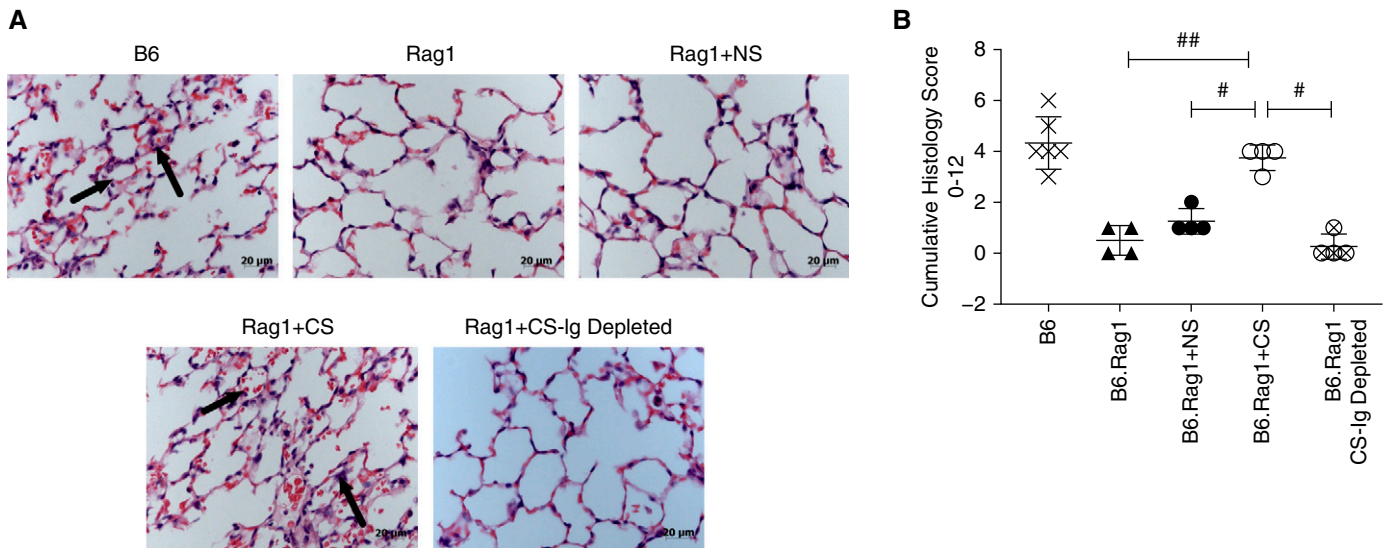 A
B6
Rag1
Rag1+NS
20 µm
20 µm
20 µm
Rag1+CS
Rag1+CS-Ig Depleted
20 µm
20 µm
B
Cumulative Histology Score
0-12
8
6
4
2
0
−2
##
#
#
B6
B6.Rag1
B6.Rag1+NS
B6.Rag1+CS
B6.Rag1
CS-Ig Depleted